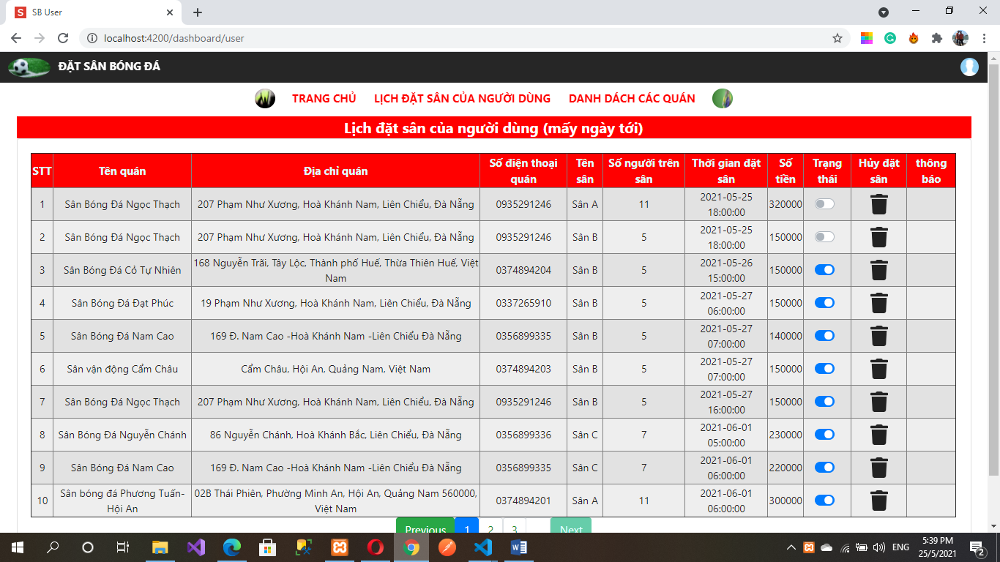 SB User
localhost:4200/dashboard/user
ĐẶT SÂN BÓNG ĐÁ
TRANG CHỦ LỊCH ĐẶT SÂN CỦA NGƯỜI DÙNG DANH DÁCH CÁC QUÁN
Lịch đặt sân của người dùng (mấy ngày tới)
STT Tên quán Địa chỉ quán Số điện thoại quán Tên sân Số người trên sân Thời gian đặt sân Số tiền Trạng thái Hủy đặt sân thông báo
1 Sân Bóng Đá Ngọc Thạch 207 Phạm Như Xương, Hoà Khánh Nam, Liên Chiểu, Đà Nẵng 0935291246 Sân A 11 2021-05-25 18:00:00 320000
2 Sân Bóng Đá Ngọc Thạch 207 Phạm Như Xương, Hoà Khánh Nam, Liên Chiểu, Đà Nẵng 0935291246 Sân B 5 2021-05-25 18:00:00 150000
3 Sân Bóng Đá Cỏ Tự Nhiên 168 Nguyễn Trãi, Tây Lộc, Thành phố Huế, Thừa Thiên Huế, Việt Nam 0374894204 Sân B 5 2021-05-26 15:00:00 150000
4 Sân Bóng Đá Đạt Phúc 19 Phạm Như Xương, Hoà Khánh Nam, Liên Chiểu, Đà Nẵng 0337265910 Sân B 5 2021-05-27 06:00:00 150000
5 Sân Bóng Đá Nam Cao 169 Đ. Nam Cao -Hoà Khánh Nam -Liên Chiểu Đà Nẵng 0356899335 Sân B 5 2021-05-27 07:00:00 140000
6 Sân vận động Cẩm Châu Cẩm Châu, Hội An, Quảng Nam, Việt Nam 0374894203 Sân B 5 2021-05-27 07:00:00 150000
7 Sân Bóng Đá Ngọc Thạch 207 Phạm Như Xương, Hoà Khánh Nam, Liên Chiểu, Đà Nẵng 0935291246 Sân B 5 2021-05-27 16:00:00 150000
8 Sân Bóng Đá Nguyễn Chánh 86 Nguyễn Chánh, Hoà Khánh Bắc, Liên Chiểu, Đà Nẵng 0356899336 Sân C 7 2021-06-01 05:00:00 230000
9 Sân Bóng Đá Nam Cao 169 Đ. Nam Cao -Hoà Khánh Nam -Liên Chiểu Đà Nẵng 0356899335 Sân C 7 2021-06-01 06:00:00 220000
10 Sân bóng đá Phương Tuấn-Hội An 02B Thái Phiên, Phường Minh An, Hội An, Quảng Nam 560000, Việt Nam 0374894201 Sân A 11 2021-06-01 06:00:00 300000
Previous 1 2 3 Next
ENG 5:39 PM
25/5/2021 2